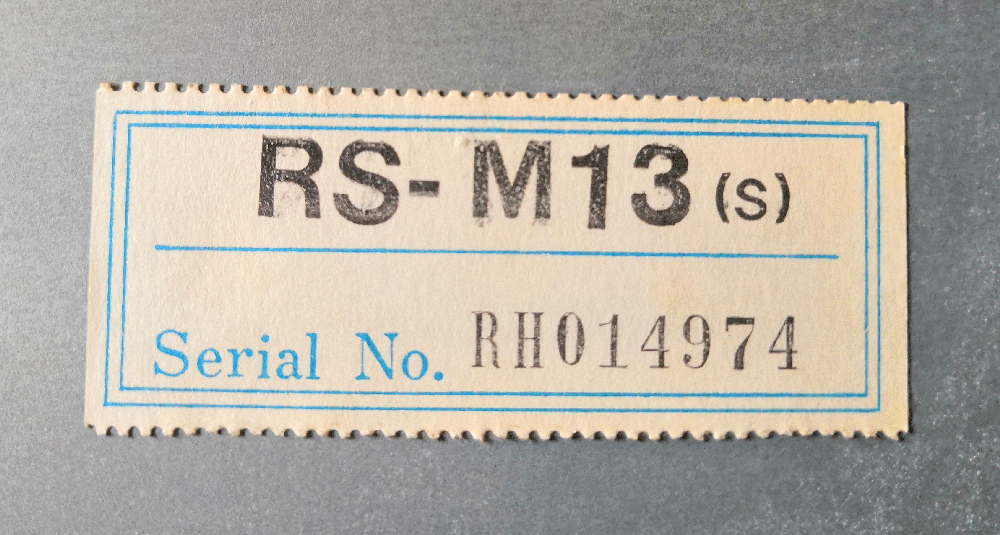 RS-M13 (S)
Serial No. RH014974